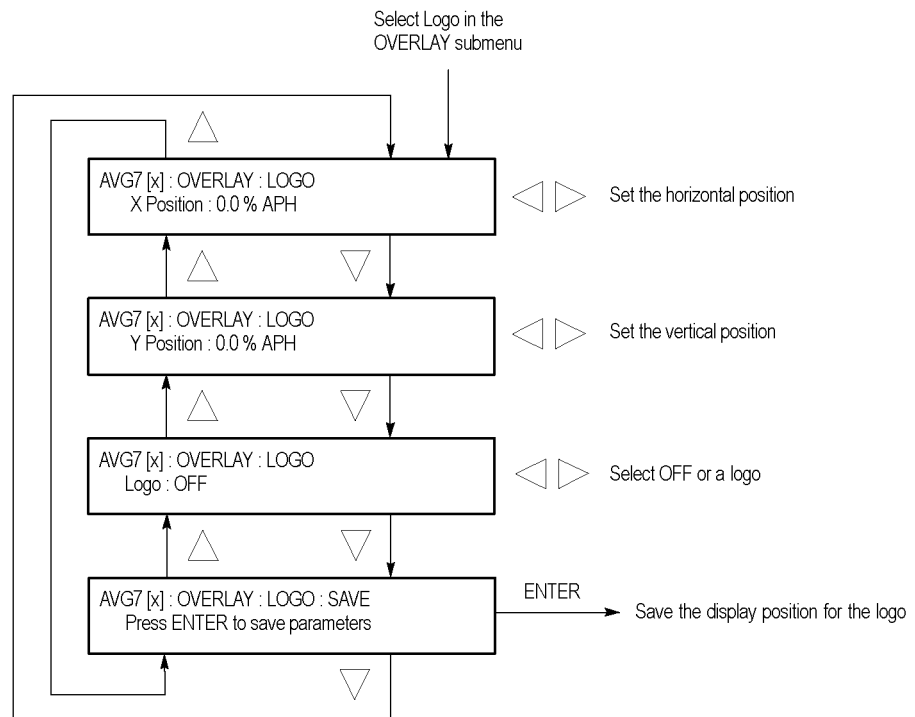 Select Logo in the
OVERLAY submenu
AVG7 [x] : OVERLAY : LOGO
X Position : 0.0 % APH
Set the horizontal position
AVG7 [x] : OVERLAY : LOGO
Y Position : 0.0 % APH
Set the vertical position
AVG7 [x] : OVERLAY : LOGO
Logo : OFF
Select OFF or a logo
AVG7 [x] : OVERLAY : LOGO : SAVE
Press ENTER to save parameters
ENTER
Save the display position for the logo